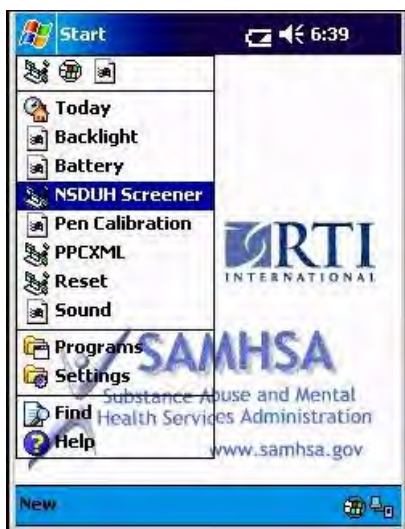 Start 6:39
Today
Backlight
Battery
NSDUH Screener
Pen Calibration
PPCXML
Reset
Sound
RTI
INTERNATIONAL
Programs
Settings
SAMHSA
Substance Abuse and Mental
Find
Health Services Administration
Help
www.samhsa.gov
New